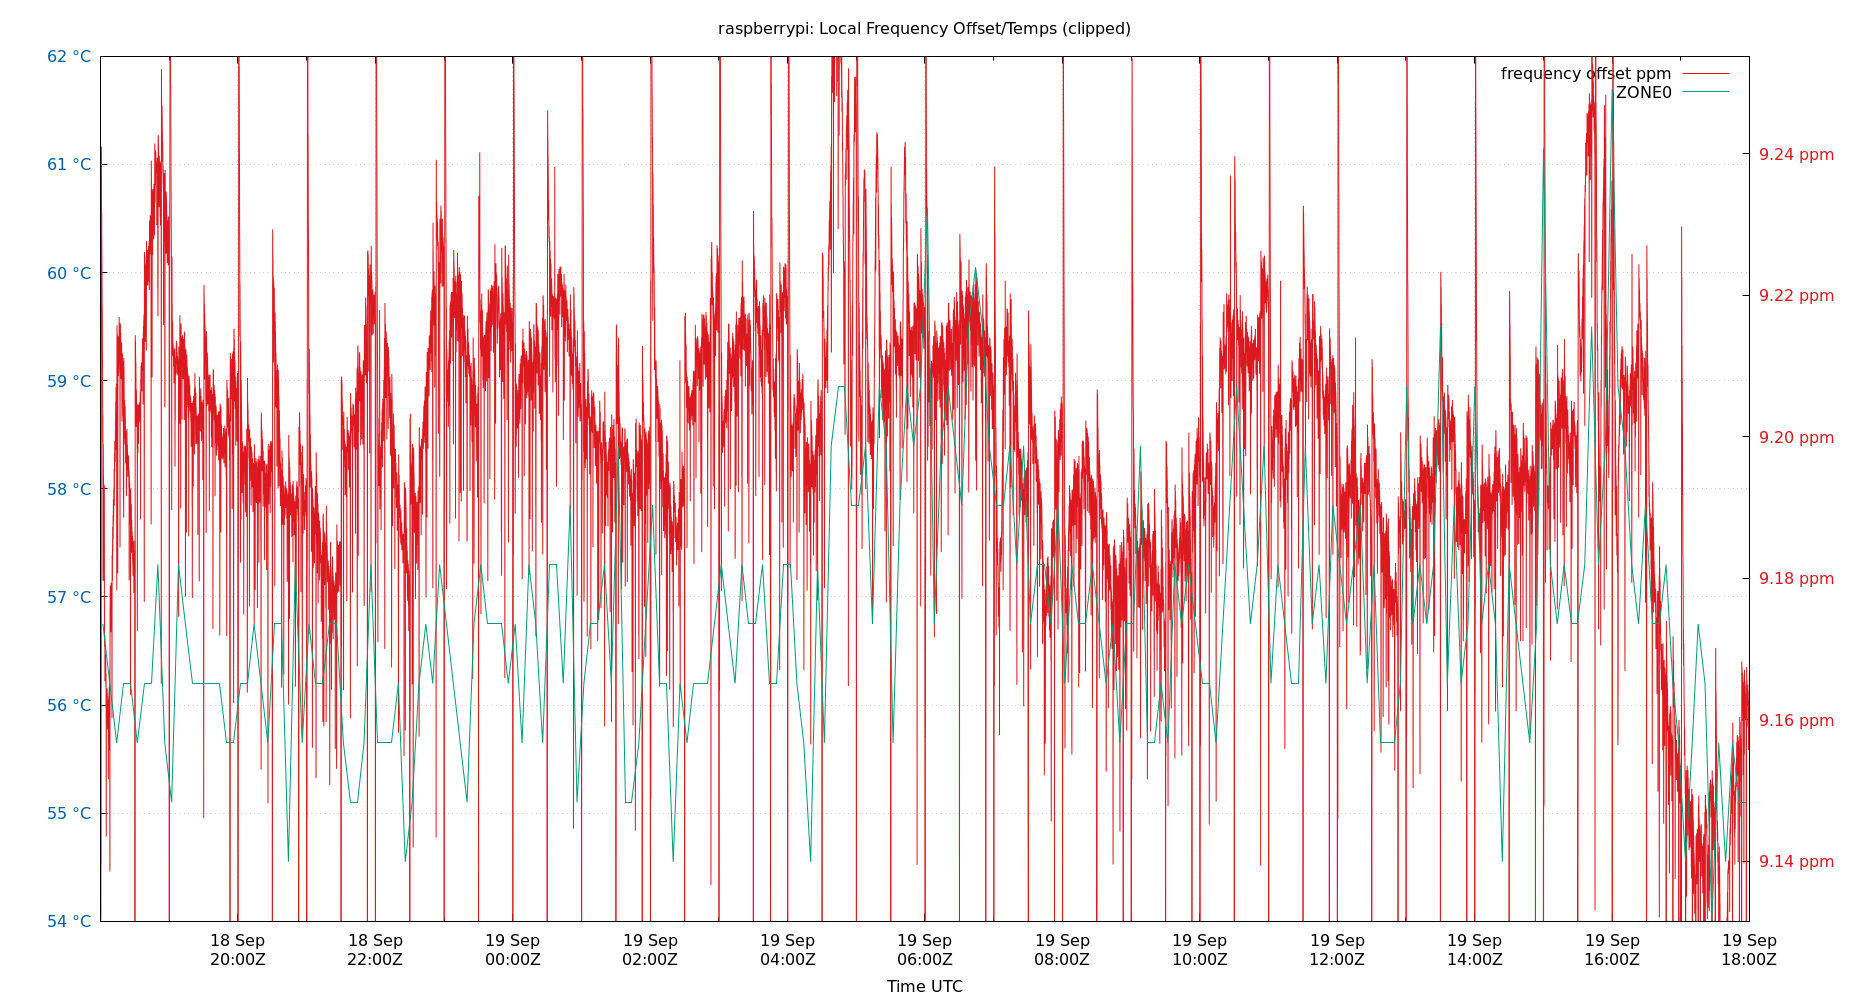 raspberrypi: Local Frequency Offset/Temps (clipped)
frequency offset ppm
ZONE0
62 °C
61 °C
60 °C
59 °C
58 °C
57 °C
56 °C
55 °C
54 °C
9.24 ppm
9.22 ppm
9.20 ppm
9.18 ppm
9.16 ppm
9.14 ppm
18 Sep 18 Sep 19 Sep 19 Sep 19 Sep 19 Sep 19 Sep 19 Sep 19 Sep 19 Sep 19 Sep 19 Sep
20:00Z 22:00Z 00:00Z 02:00Z 04:00Z 06:00Z 08:00Z 10:00Z 12:00Z 14:00Z 16:00Z 18:00Z
Time UTC